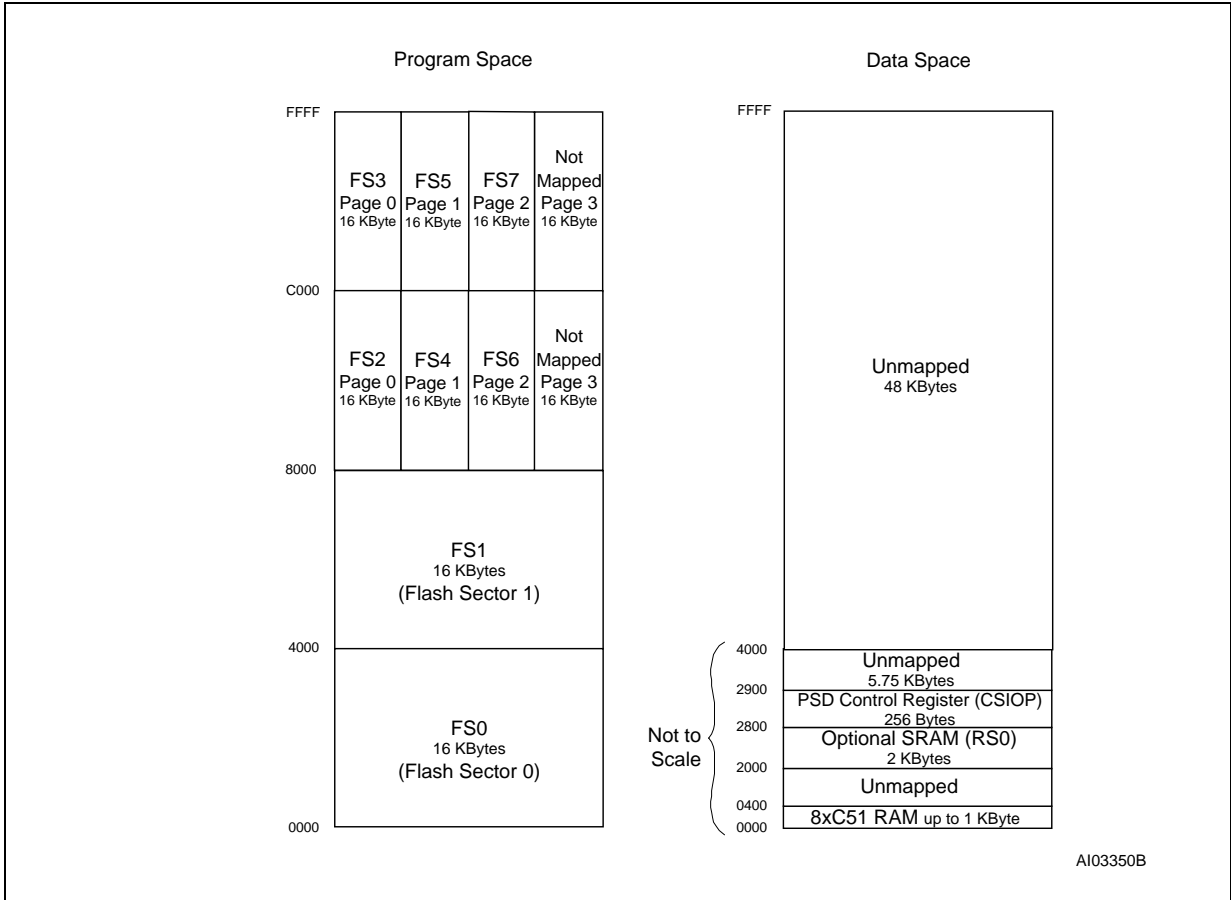 Program Space
FFFF
FS3
Page 0
16 KByte
FS5
Page 1
16 KByte
FS7
Page 2
16 KByte
Not
Mapped
Page 3
16 KByte
C000
FS2
Page 0
16 KByte
FS4
Page 1
16 KByte
FS6
Page 2
16 KByte
Not
Mapped
Page 3
16 KByte
8000
FS1
16 KBytes
(Flash Sector 1)
4000
FS0
16 KBytes
(Flash Sector 0)
0000
Data Space
FFFF
Unmapped
48 KBytes
4000
Unmapped
5.75 KBytes
2900
PSD Control Register (CSIOP)
256 Bytes
2800
Optional SRAM (RS0)
2 KBytes
2000
Unmapped
0400
8xC51 RAM up to 1 KByte
0000
Not to
Scale
AI03350B